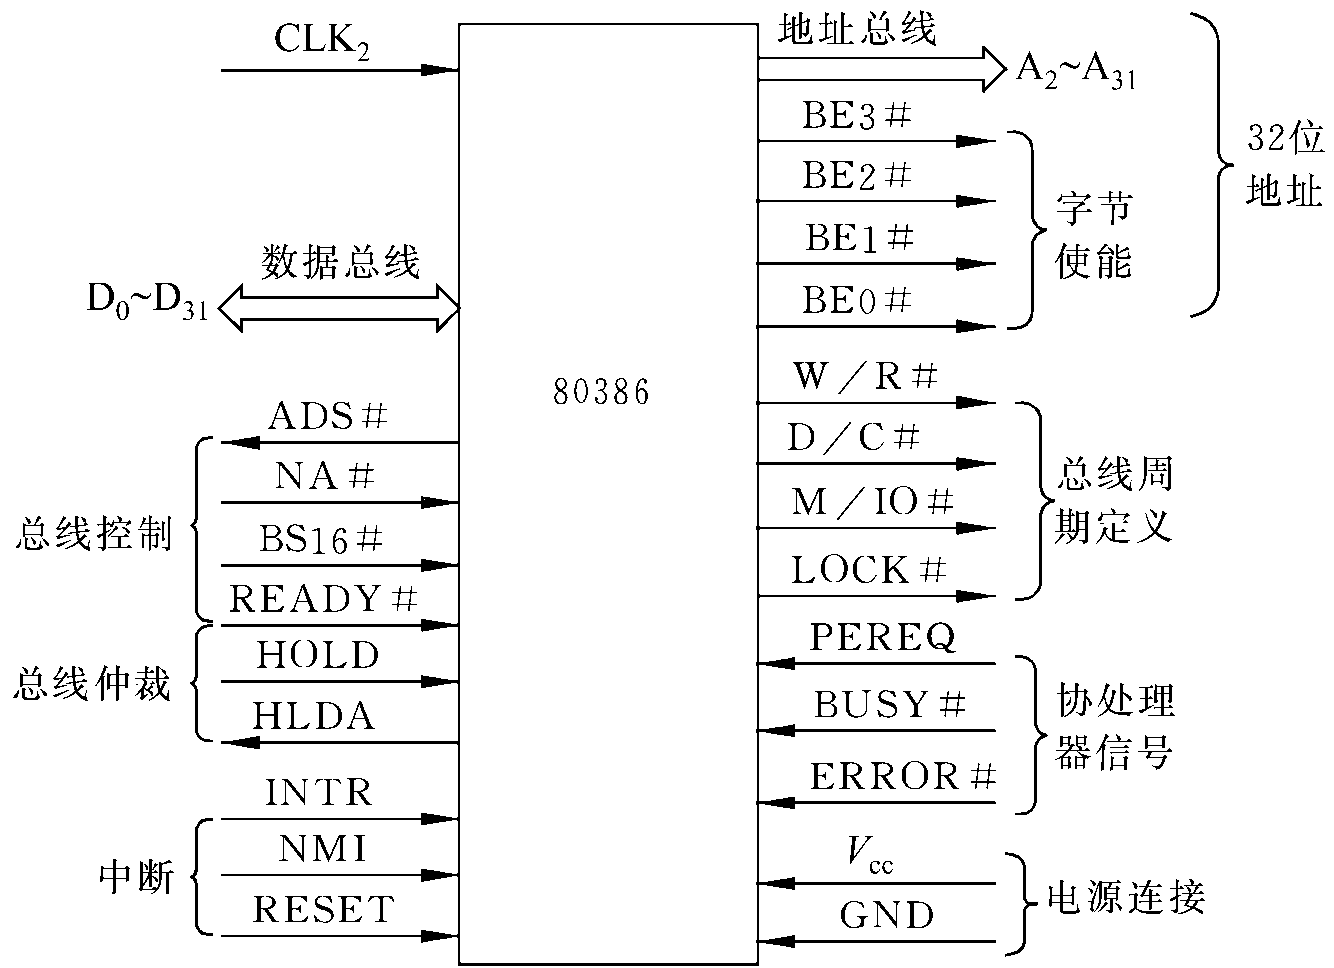 CLK2
数据总线
D0~D31
ADS#
NA#
BS16#
READY#
总线控制
HOLD
HLDA
总线仲裁
INTR
NMI
RESET
中断
80386
地址总线
A2~A31
BE3#
BE2#
BE1#
BE0#
字节
使能
32位
地址
W/R#
D/C#
M/IO#
LOCK#
总线周
期定义
PEREQ
BUSY#
ERROR#
协处理
器信号
Vcc
GND
电源连接